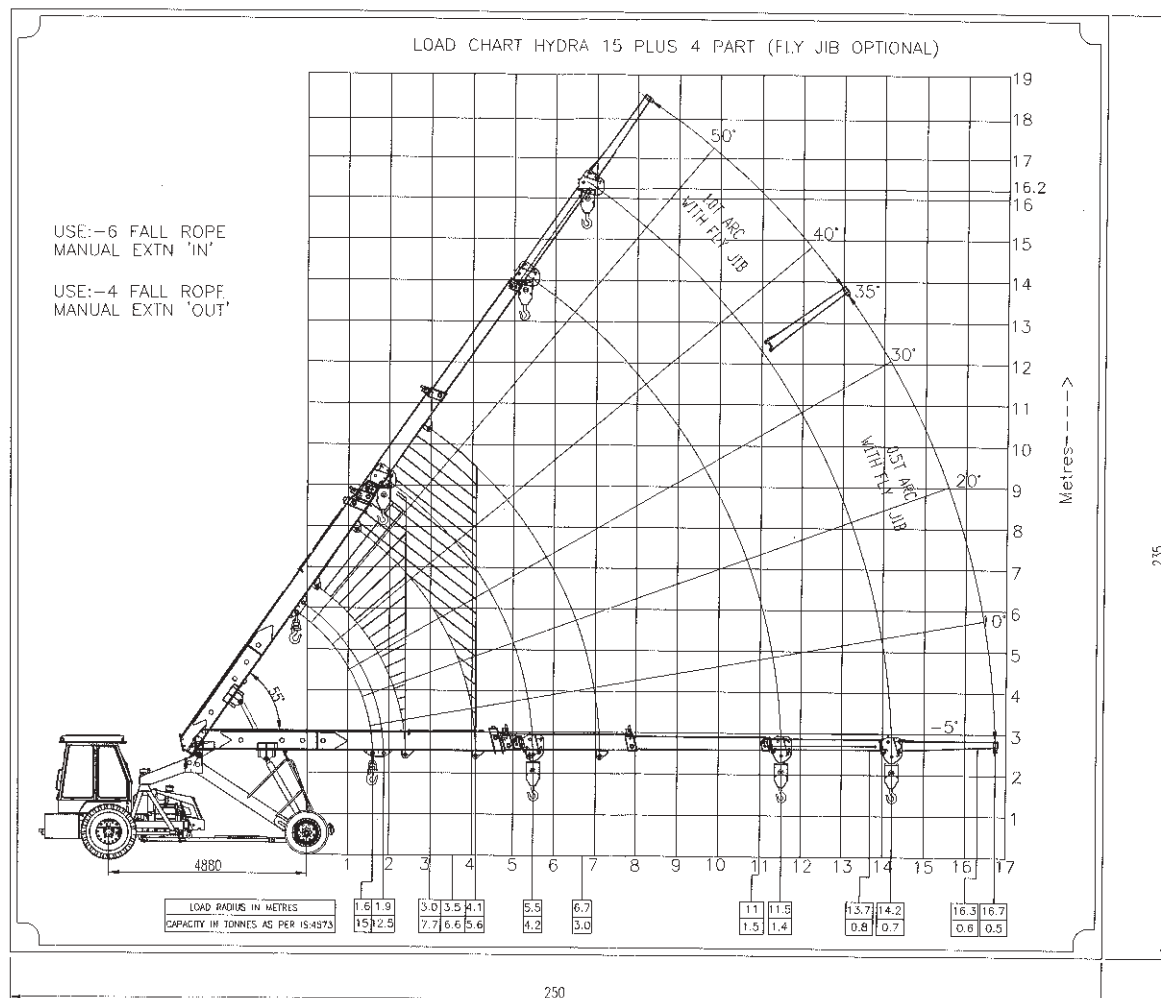 LOAD CHART HYDRA 15 PLUS 4 PART (FLY JIB OPTIONAL)
USE:-6 FALL ROPE
MANUAL EXTN 'IN'
USE:-4 FALL ROPE
MANUAL EXTN 'OUT'
19
18
17
16.2
16
15
14
13
12
11
10
9
8
7
6
5
4
3
2
1
50°
40°
35°
30°
20°
0°
-5°
55°
1.0T ARC
WITH FLY JIB
0.5T ARC
WITH FLY JIB
Metres---->
235
4880
1 2 3 4 5 6 7 8 9 10 11 12 13 14 15 16 17
LOAD RADIUS IN METRES 1.6 1.9 3.0 3.5 4.1 5.5 6.7 11 11.5 13.7 14.2 16.3 16.7
CAPACITY IN TONNES AS PER IS:4573 15 12.5 7.7 6.6 5.6 4.2 3.0 1.5 1.4 0.8 0.7 0.6 0.5
250